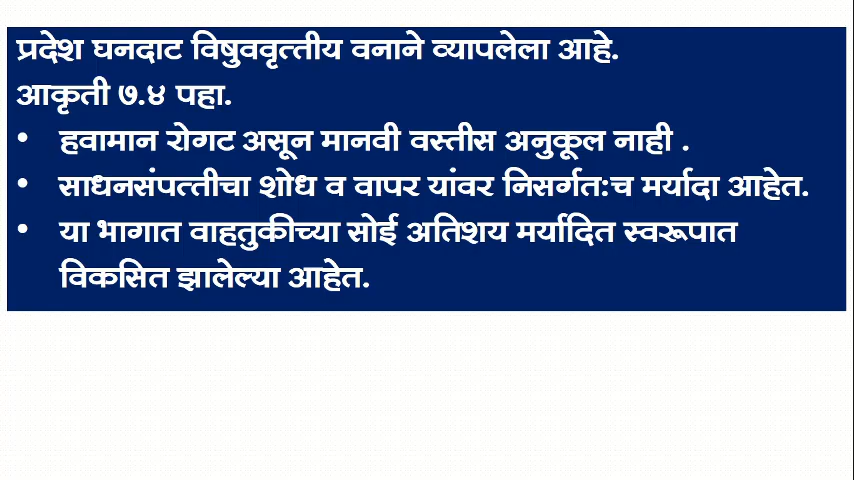 प्रदेश घनदाट विषुववृत्तीय वनाने व्यापलेला आहे.
आकृती ७.४ पहा.
• हवामान रोगट असून मानवी वस्तीस अनुकूल नाही .
• साधनसंपत्तीचा शोध व वापर यांवर निसर्गत:च मर्यादा आहेत.
• या भागात वाहतुकीच्या सोई अतिशय मर्यादित स्वरूपात
विकसित झालेल्या आहेत.